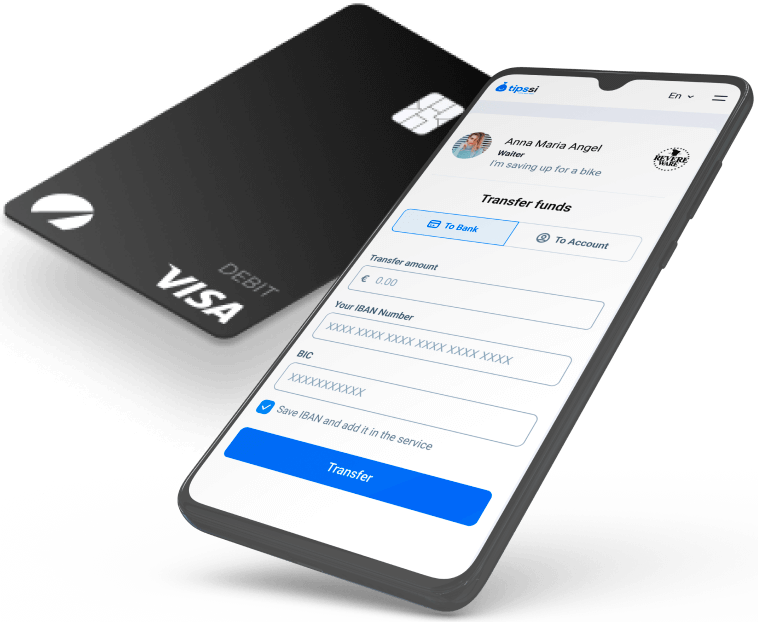 tipssi
En
Anna Maria Angel
Waiter
I'm saving up for a bike
REVERE
WARE
Transfer funds
To Bank
To Account
Transfer amount
€ 0.00
Your IBAN Number
XXXX XXXX XXXX XXXX XXXX XXXX
BIC
XXXXXXXXXXX
Save IBAN and add it in the service
Transfer
DEBIT
VISA